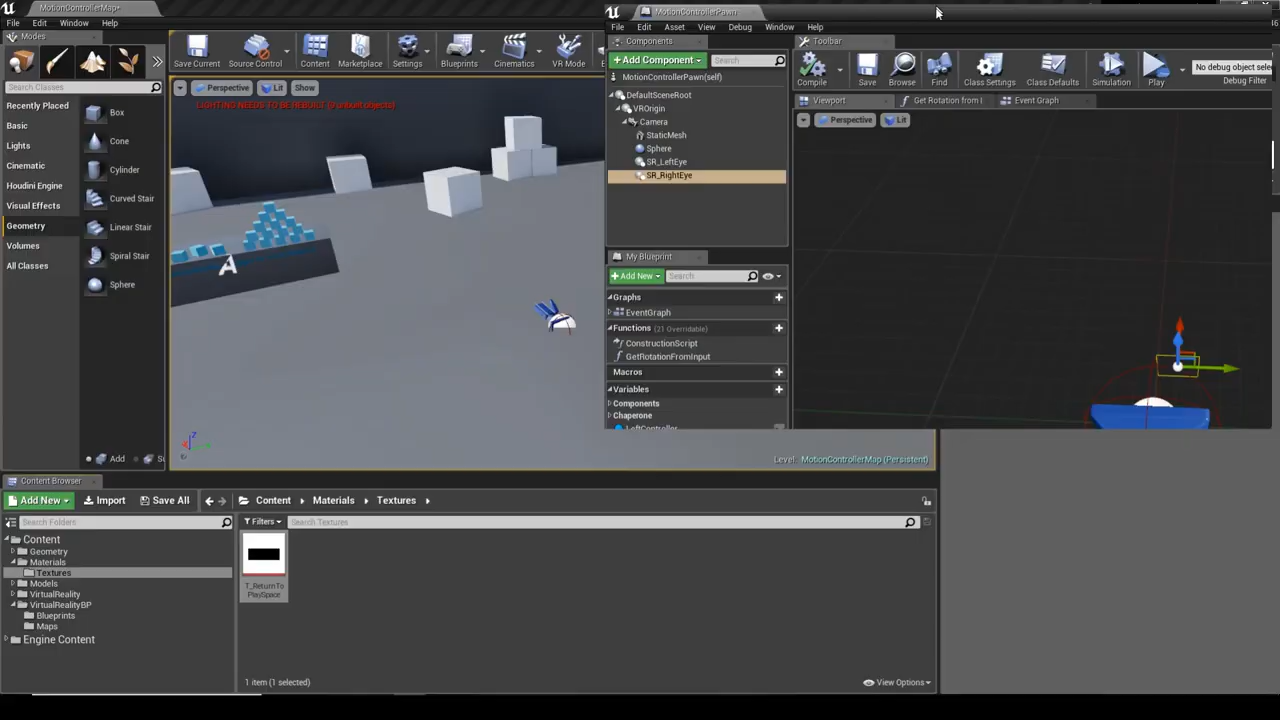 MotionControllerMap*
File Edit Window Help
Modes
Search Classes
Recently Placed
Basic
Lights
Cinematic
Houdini Engine
Visual Effects
Geometry
Volumes
All Classes
Box
Cone
Cylinder
Curved Stair
Linear Stair
Spiral Stair
Sphere
Add
Save Current Source Control Content Marketplace Settings Blueprints Cinematics VR Mode
Perspective Lit Show
LIGHTING NEEDS TO BE REBUILT (3 unbuilt objects)
A
Level: MotionControllerMap (Persistent)
MotionControllerPawn
File Edit Asset View Debug Window Help
Components
Add Component Search
MotionControllerPawn(self)
DefaultSceneRoot
VROrigin
Camera
StaticMesh
Sphere
SR_LeftEye
SR_RightEye
My Blueprint
Add New Search
Graphs
EventGraph
Functions (21 Overridable)
ConstructionScript
GetRotationFromInput
Macros
Variables
Components
Chaperone
LeftController
Toolbar
Compile Save Browse Find Class Settings Class Defaults Simulation Play
No debug object sele
Debug Filter
Viewport Get Rotation from I Event Graph
Perspective Lit
Content Browser
Add New Import Save All Content Materials Textures
Search Folders
Filters Search Textures
Content
Geometry
Materials
Textures
Models
VirtualReality
VirtualRealityBP
Blueprints
Maps
Engine Content
T_ReturnTo
PlaySpace
1 item (1 selected)
View Options